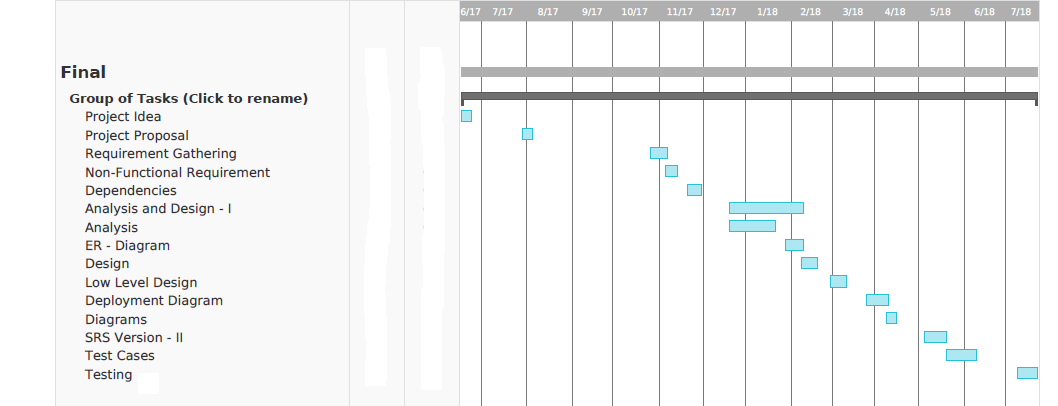 6/17 7/17 8/17 9/17 10/17 11/17 12/17 1/18 2/18 3/18 4/18 5/18 6/18 7/18
Final
Group of Tasks (Click to rename)
Project Idea
Project Proposal
Requirement Gathering
Non-Functional Requirement
Dependencies
Analysis and Design - I
Analysis
ER - Diagram
Design
Low Level Design
Deployment Diagram
Diagrams
SRS Version - II
Test Cases
Testing